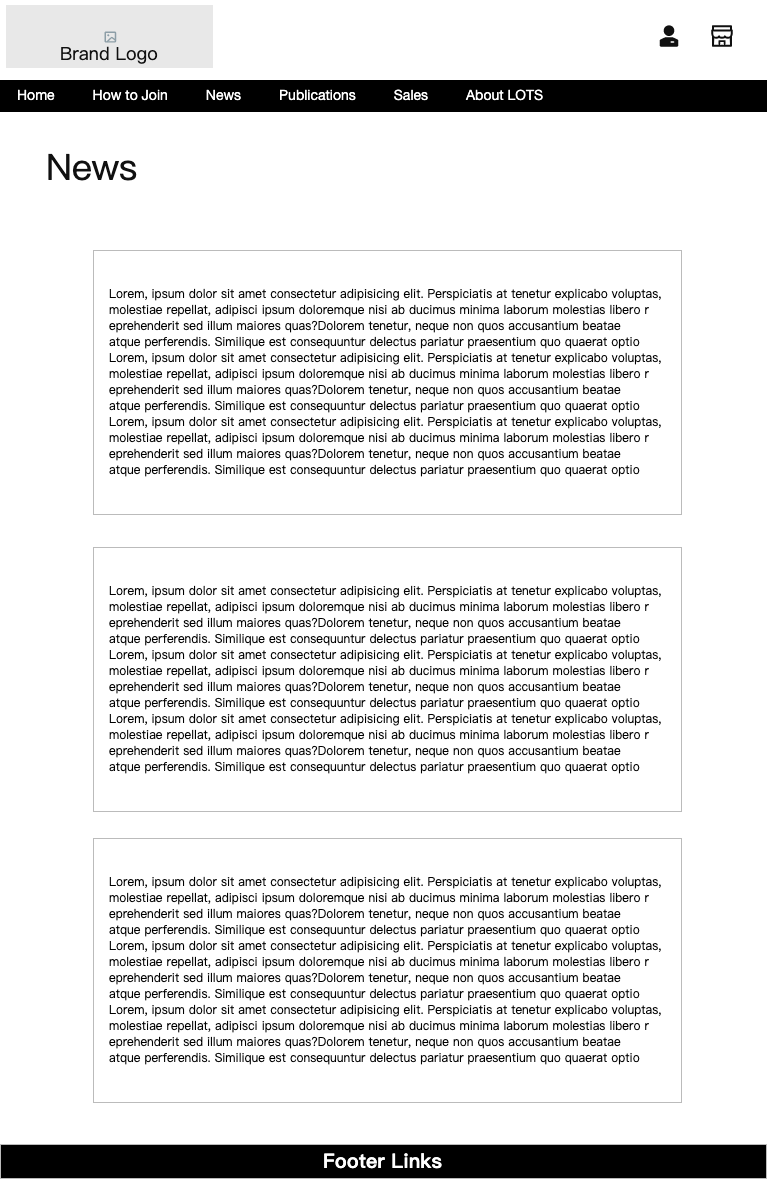 Brand Logo
Home How to Join News Publications Sales About LOTS
News
Lorem, ipsum dolor sit amet consectetur adipisicing elit. Perspiciatis at tenetur explicabo voluptas,
molestiae repellat, adipisci ipsum doloremque nisi ab ducimus minima laborum molestias libero r
eprehenderit sed illum maiores quas?Dolorem tenetur, neque non quos accusantium beatae
atque perferendis. Similique est consequuntur delectus pariatur praesentium quo quaerat optio
Lorem, ipsum dolor sit amet consectetur adipisicing elit. Perspiciatis at tenetur explicabo voluptas,
molestiae repellat, adipisci ipsum doloremque nisi ab ducimus minima laborum molestias libero r
eprehenderit sed illum maiores quas?Dolorem tenetur, neque non quos accusantium beatae
atque perferendis. Similique est consequuntur delectus pariatur praesentium quo quaerat optio
Lorem, ipsum dolor sit amet consectetur adipisicing elit. Perspiciatis at tenetur explicabo voluptas,
molestiae repellat, adipisci ipsum doloremque nisi ab ducimus minima laborum molestias libero r
eprehenderit sed illum maiores quas?Dolorem tenetur, neque non quos accusantium beatae
atque perferendis. Similique est consequuntur delectus pariatur praesentium quo quaerat optio
Lorem, ipsum dolor sit amet consectetur adipisicing elit. Perspiciatis at tenetur explicabo voluptas,
molestiae repellat, adipisci ipsum doloremque nisi ab ducimus minima laborum molestias libero r
eprehenderit sed illum maiores quas?Dolorem tenetur, neque non quos accusantium beatae
atque perferendis. Similique est consequuntur delectus pariatur praesentium quo quaerat optio
Lorem, ipsum dolor sit amet consectetur adipisicing elit. Perspiciatis at tenetur explicabo voluptas,
molestiae repellat, adipisci ipsum doloremque nisi ab ducimus minima laborum molestias libero r
eprehenderit sed illum maiores quas?Dolorem tenetur, neque non quos accusantium beatae
atque perferendis. Similique est consequuntur delectus pariatur praesentium quo quaerat optio
Lorem, ipsum dolor sit amet consectetur adipisicing elit. Perspiciatis at tenetur explicabo voluptas,
molestiae repellat, adipisci ipsum doloremque nisi ab ducimus minima laborum molestias libero r
eprehenderit sed illum maiores quas?Dolorem tenetur, neque non quos accusantium beatae
atque perferendis. Similique est consequuntur delectus pariatur praesentium quo quaerat optio
Lorem, ipsum dolor sit amet consectetur adipisicing elit. Perspiciatis at tenetur explicabo voluptas,
molestiae repellat, adipisci ipsum doloremque nisi ab ducimus minima laborum molestias libero r
eprehenderit sed illum maiores quas?Dolorem tenetur, neque non quos accusantium beatae
atque perferendis. Similique est consequuntur delectus pariatur praesentium quo quaerat optio
Lorem, ipsum dolor sit amet consectetur adipisicing elit. Perspiciatis at tenetur explicabo voluptas,
molestiae repellat, adipisci ipsum doloremque nisi ab ducimus minima laborum molestias libero r
eprehenderit sed illum maiores quas?Dolorem tenetur, neque non quos accusantium beatae
atque perferendis. Similique est consequuntur delectus pariatur praesentium quo quaerat optio
Lorem, ipsum dolor sit amet consectetur adipisicing elit. Perspiciatis at tenetur explicabo voluptas,
molestiae repellat, adipisci ipsum doloremque nisi ab ducimus minima laborum molestias libero r
eprehenderit sed illum maiores quas?Dolorem tenetur, neque non quos accusantium beatae
atque perferendis. Similique est consequuntur delectus pariatur praesentium quo quaerat optio
Footer Links